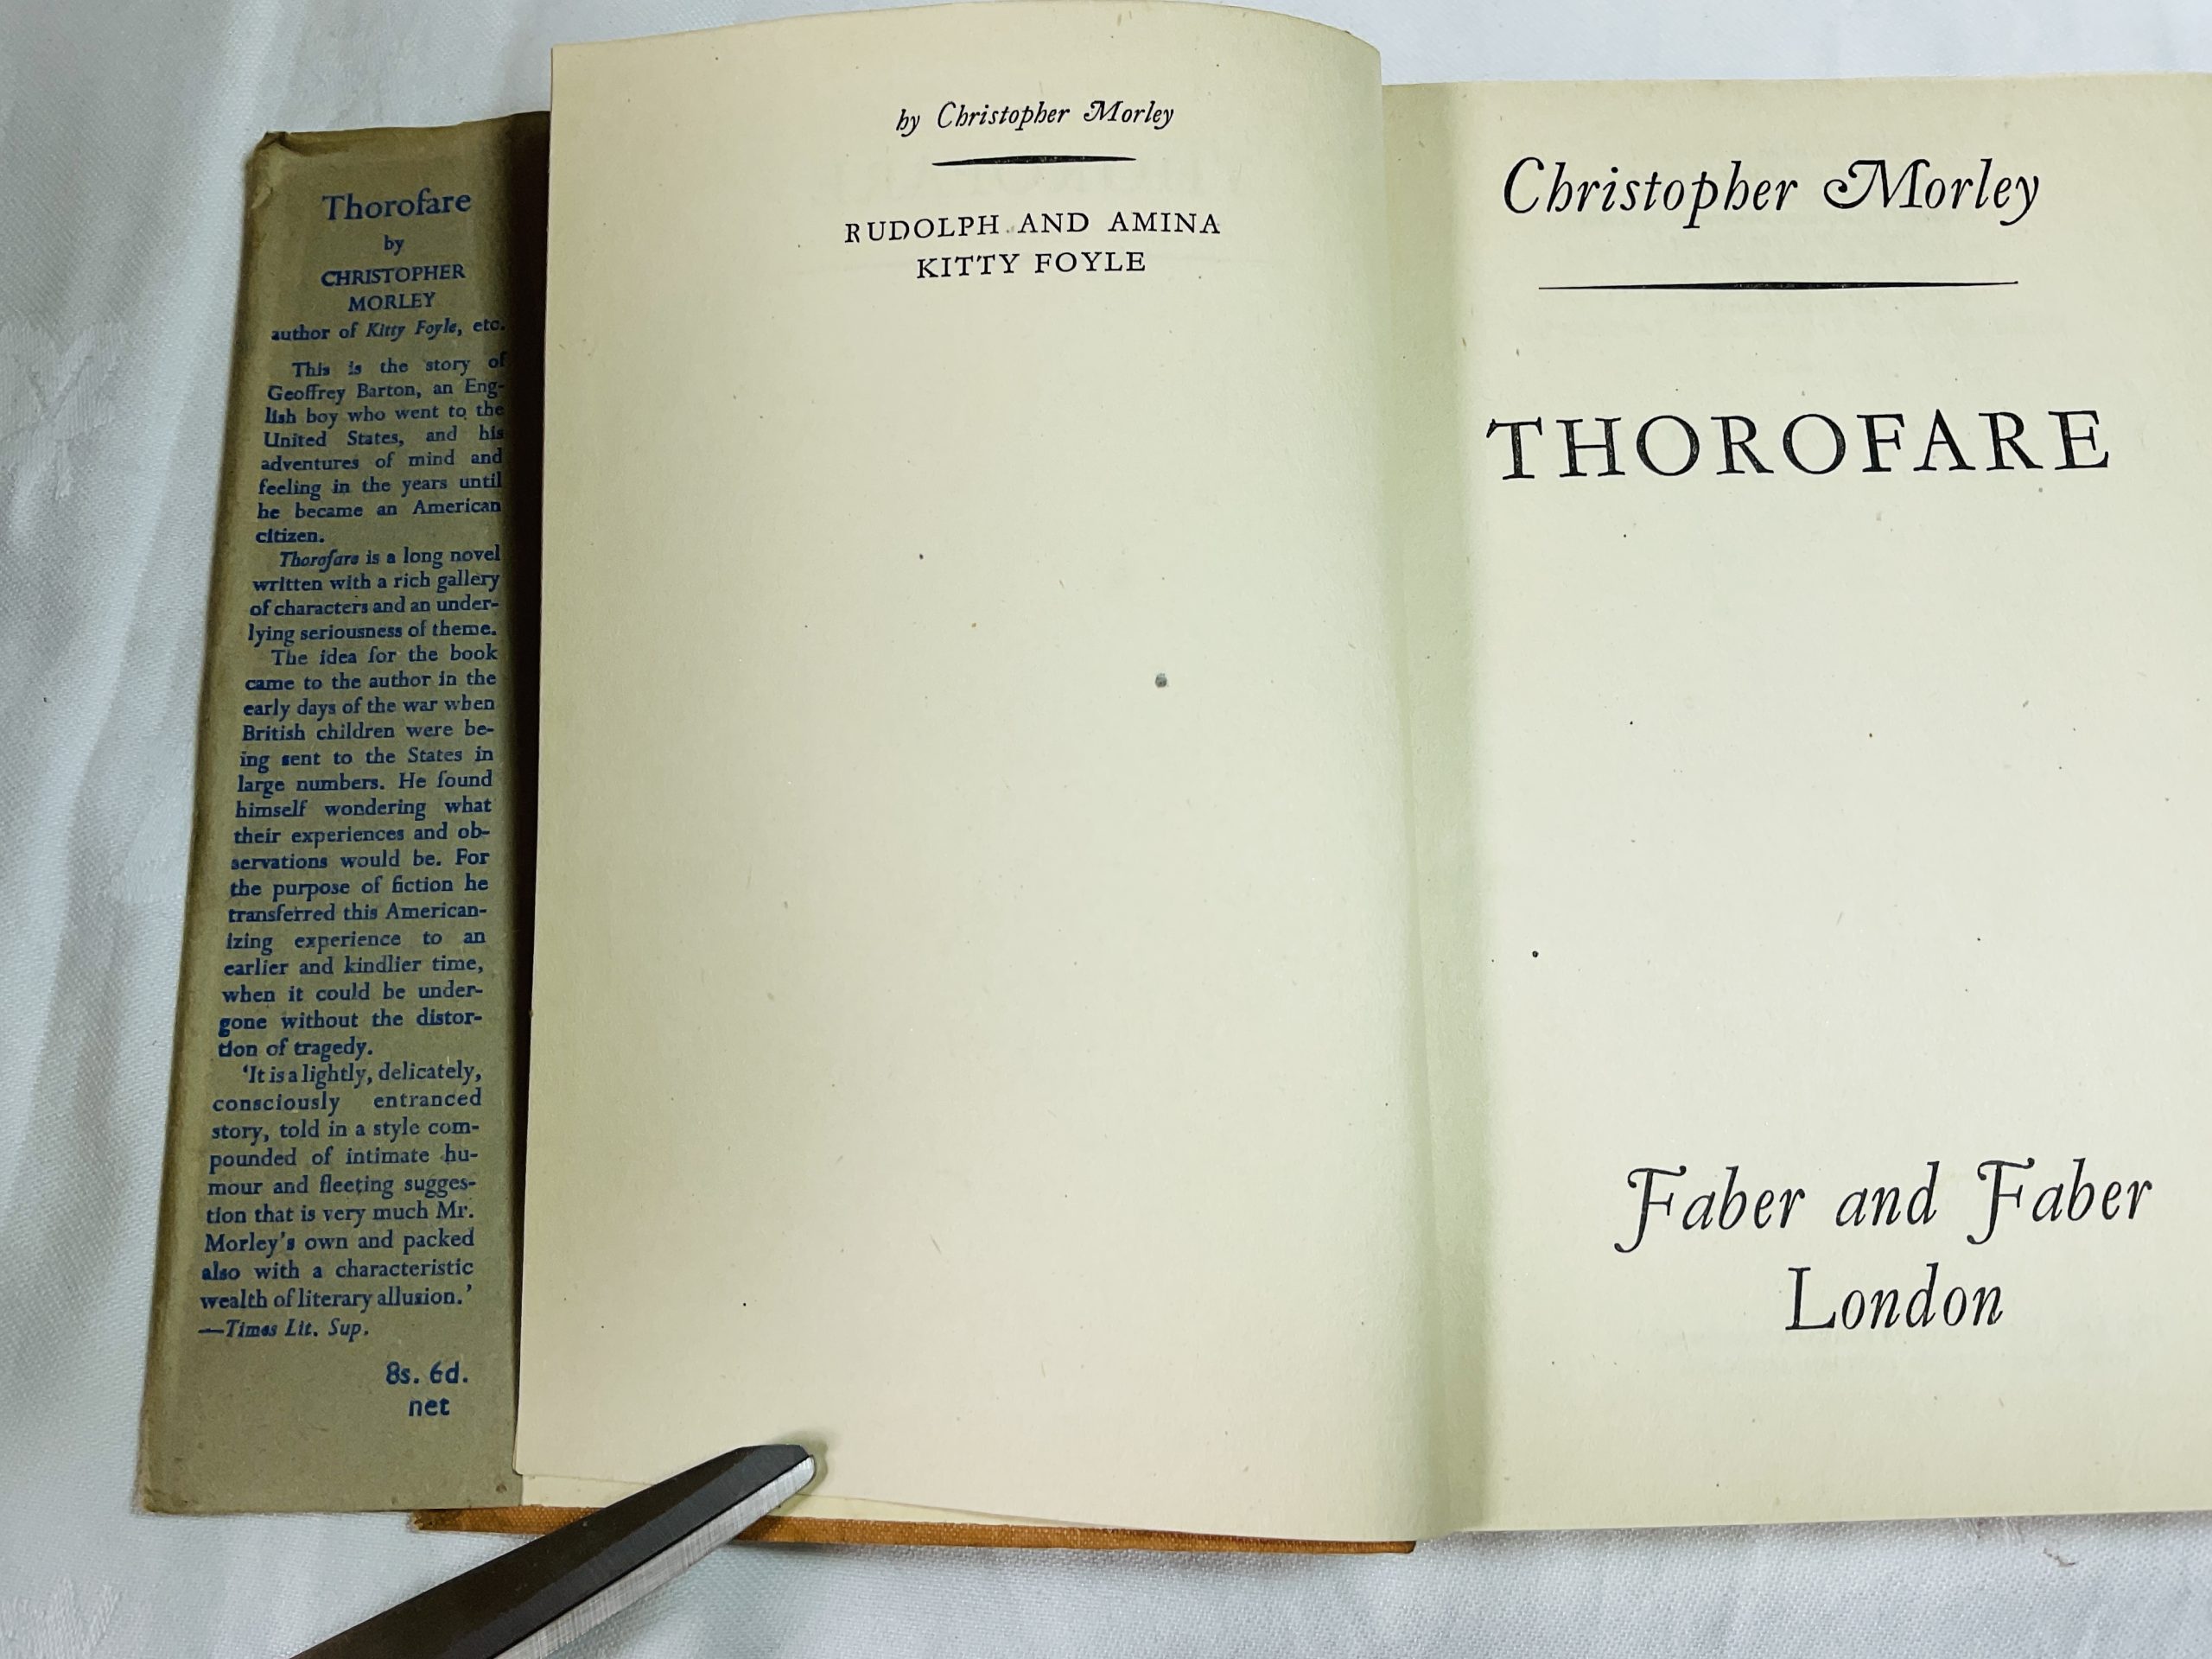 Thorofare
by
CHRISTOPHER
MORLEY
author of Kitty Foyle, etc.
This is the story of
Geoffrey Barton, an Eng-
lish boy who went to the
United States, and his
adventures of mind and
feeling in the years until
he became an American
citizen.
Thorofare is a long novel
written with a rich gallery
of characters and an under-
lying seriousness of theme.
The idea for the book
came to the author in the
early days of the war when
British children were be-
ing sent to the States in
large numbers. He found
himself wondering what
their experiences and ob-
servations would be. For
the purpose of fiction he
transferred this American-
izing experience to an
earlier and kindlier time,
when it could be under-
gone without the distor-
tion of tragedy.
‘It is a lightly, delicately,
consciously entranced
story, told in a style com-
pounded of intimate hu-
mour and fleeting sugges-
tion that is very much Mr.
Morley's own and packed
also with a characteristic
wealth of literary allusion.’
—Times Lit. Sup.
8s. 6d.
net
by Christopher Morley
RUDOLPH AND AMINA
KITTY FOYLE
Christopher Morley
THOROFARE
Faber and Faber
London